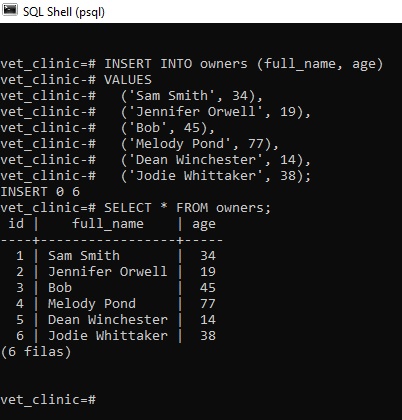 SQL Shell (psql)
vet_clinic=# INSERT INTO owners (full_name, age)
vet_clinic-# VALUES
vet_clinic-#   ('Sam Smith', 34),
vet_clinic-#   ('Jennifer Orwell', 19),
vet_clinic-#   ('Bob', 45),
vet_clinic-#   ('Melody Pond', 77),
vet_clinic-#   ('Dean Winchester', 14),
vet_clinic-#   ('Jodie Whittaker', 38);
INSERT 0 6
vet_clinic=# SELECT * FROM owners;
 id |    full_name    | age
----+-----------------+-----
  1 | Sam Smith       |  34
  2 | Jennifer Orwell |  19
  3 | Bob             |  45
  4 | Melody Pond     |  77
  5 | Dean Winchester |  14
  6 | Jodie Whittaker |  38
(6 filas)
vet_clinic=#